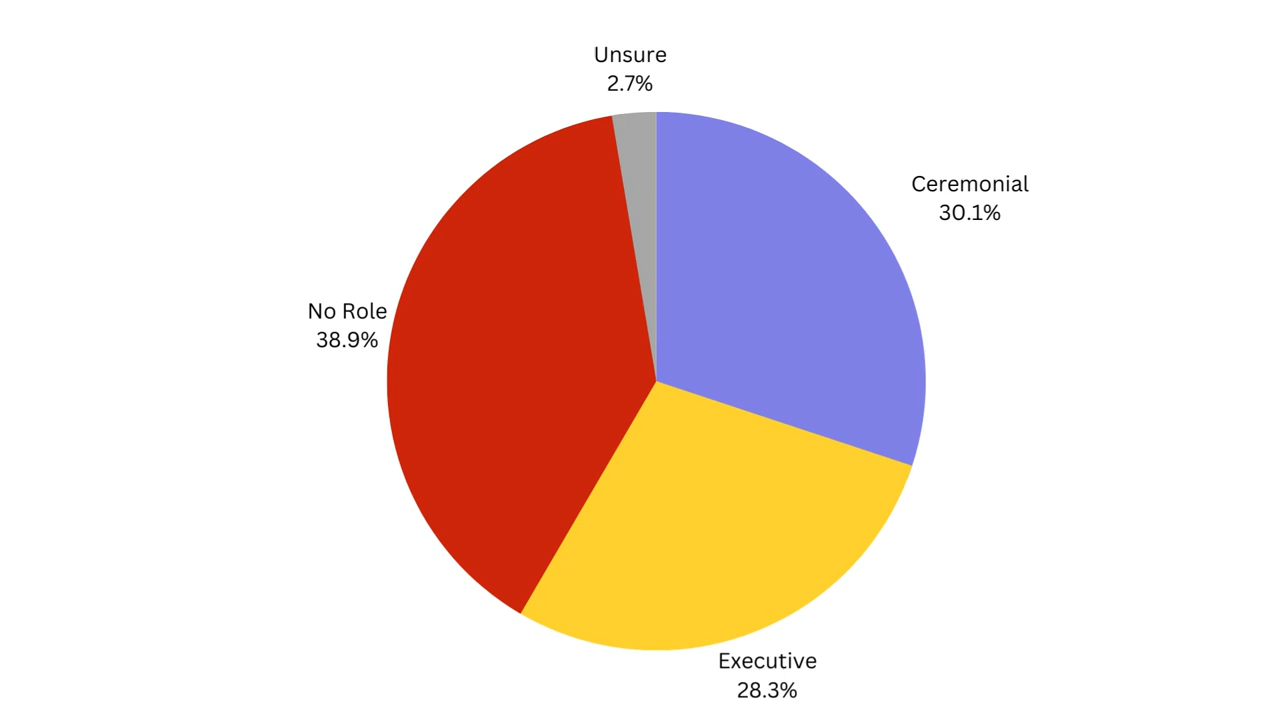 Unsure
2.7%
Ceremonial
30.1%
No Role
38.9%
Executive
28.3%